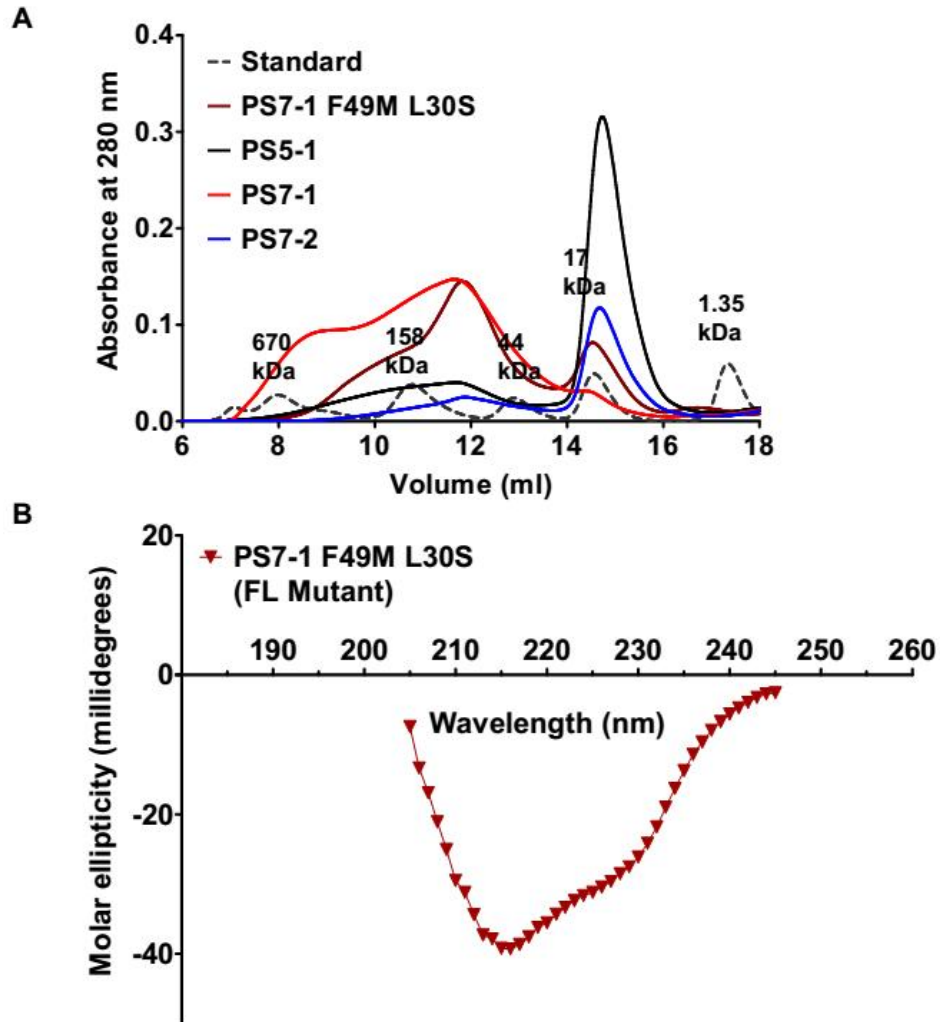 A
Absorbance at 280 nm
0.4
0.3
0.2
0.1
0.0
Standard
PS7-1 F49M L30S
PS5-1
PS7-1
PS7-2
670
kDa
158
kDa
44
kDa
17
kDa
1.35
kDa
6 8 10 12 14 16 18
Volume (ml)
B
Molar ellipticity (millidegrees)
20
0
-20
-40
PS7-1 F49M L30S
(FL Mutant)
190 200 210 220 230 240 250 260
Wavelength (nm)